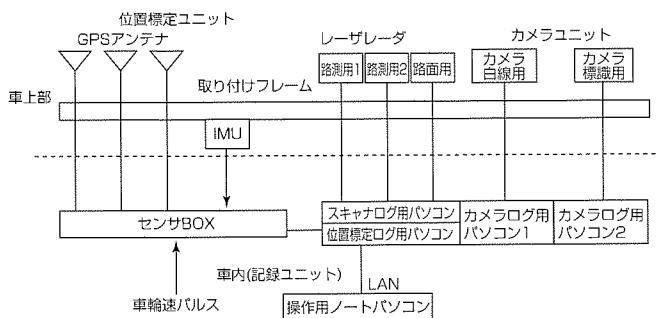 位置標定ユニット
GPSアンテナ
レーザレーダ
カメラユニット
路測用1
路測用2
路面用
カメラ
白線用
カメラ
標識用
車上部
取り付けフレーム
IMU
センサBOX
スキャナログ用パソコン
位置標定ログ用パソコン
カメラログ用
パソコン1
カメラログ用
パソコン2
車輪速パルス
車内(記録ユニット)
LAN
操作用ノートパソコン